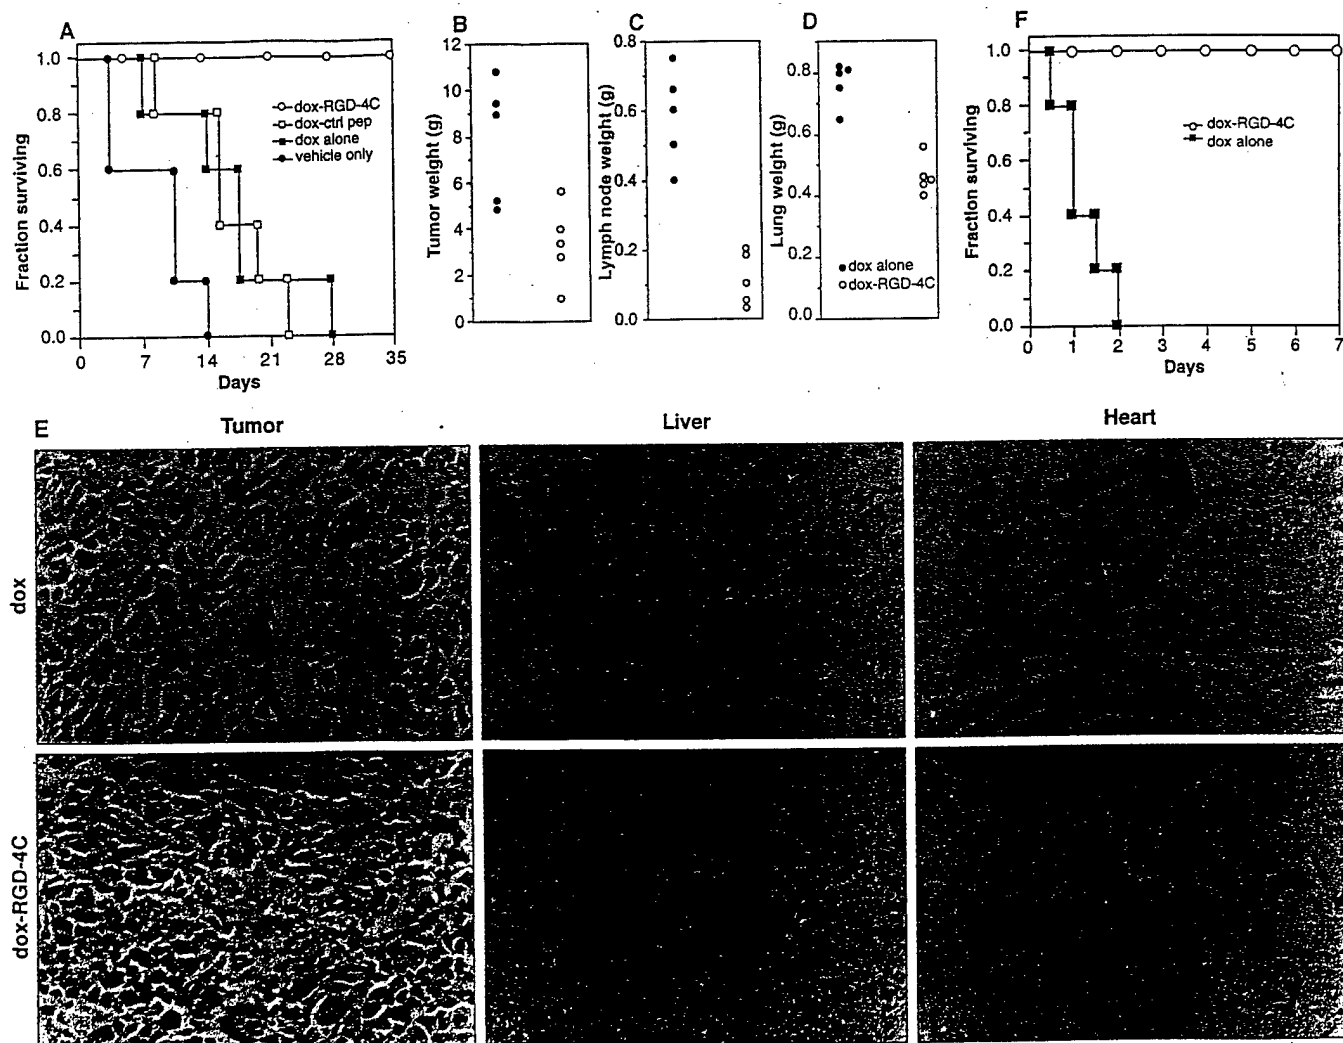 A
Fraction surviving
1.0
0.8
0.6
0.4
0.2
0.0
0 7 14 21 28 35
Days
dox-RGD-4C
dox-ctrl pep
dox alone
vehicle only
B
Tumor weight (g)
12
10
8
6
4
2
0
C
Lymph node weight (g)
0.8
0.6
0.4
0.2
0.0
D
Lung weight (g)
0.8
0.6
0.4
0.2
0.0
dox alone
dox-RGD-4C
F
Fraction surviving
1.0
0.8
0.6
0.4
0.2
0.0
0 1 2 3 4 5 6 7
Days
dox-RGD-4C
dox alone
E
Tumor
Liver
Heart
dox
dox-RGD-4C